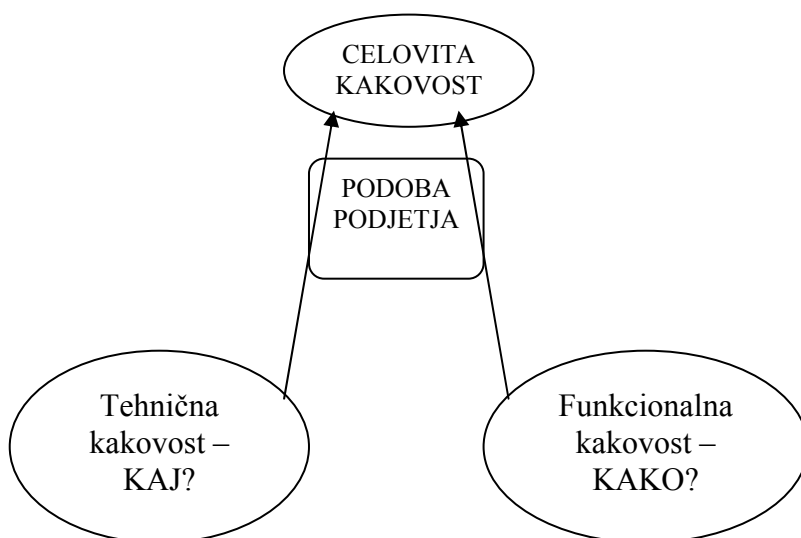 CELOVITA
KAKOVOST
PODOBA
PODJETJA
Tehnična
kakovost –
KAJ?
Funkcionalna
kakovost –
KAKO?